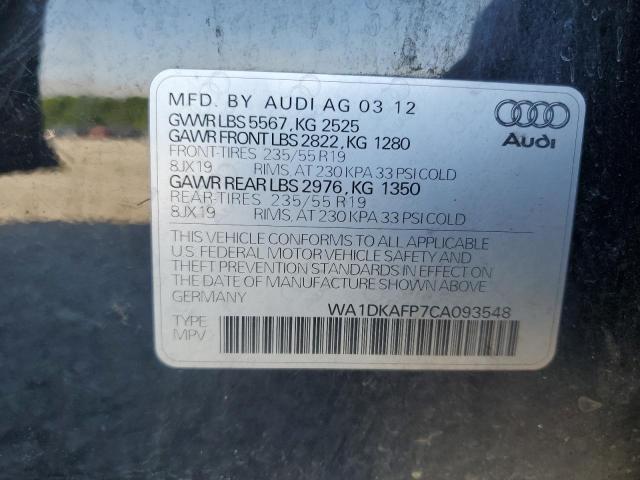 MFD. BY AUDI AG 03 12
GVWR LBS 5567, KG 2525
GAWR FRONT LBS 2822, KG 1280
FRONT-TIRES 235/55 R19
8JX19 RIMS, AT 230 KPA 33 PSI COLD
GAWR REAR LBS 2976, KG 1350
REAR-TIRES 235/55 R19
8JX19 RIMS, AT 230 KPA 33 PSI COLD
Audi
THIS VEHICLE CONFORMS TO ALL APPLICABLE
U.S. FEDERAL MOTOR VEHICLE SAFETY AND
THEFT PREVENTION STANDARDS IN EFFECT ON
THE DATE OF MANUFACTURE SHOWN ABOVE
GERMANY WA1DKAFP7CA093548
TYPE
MPV